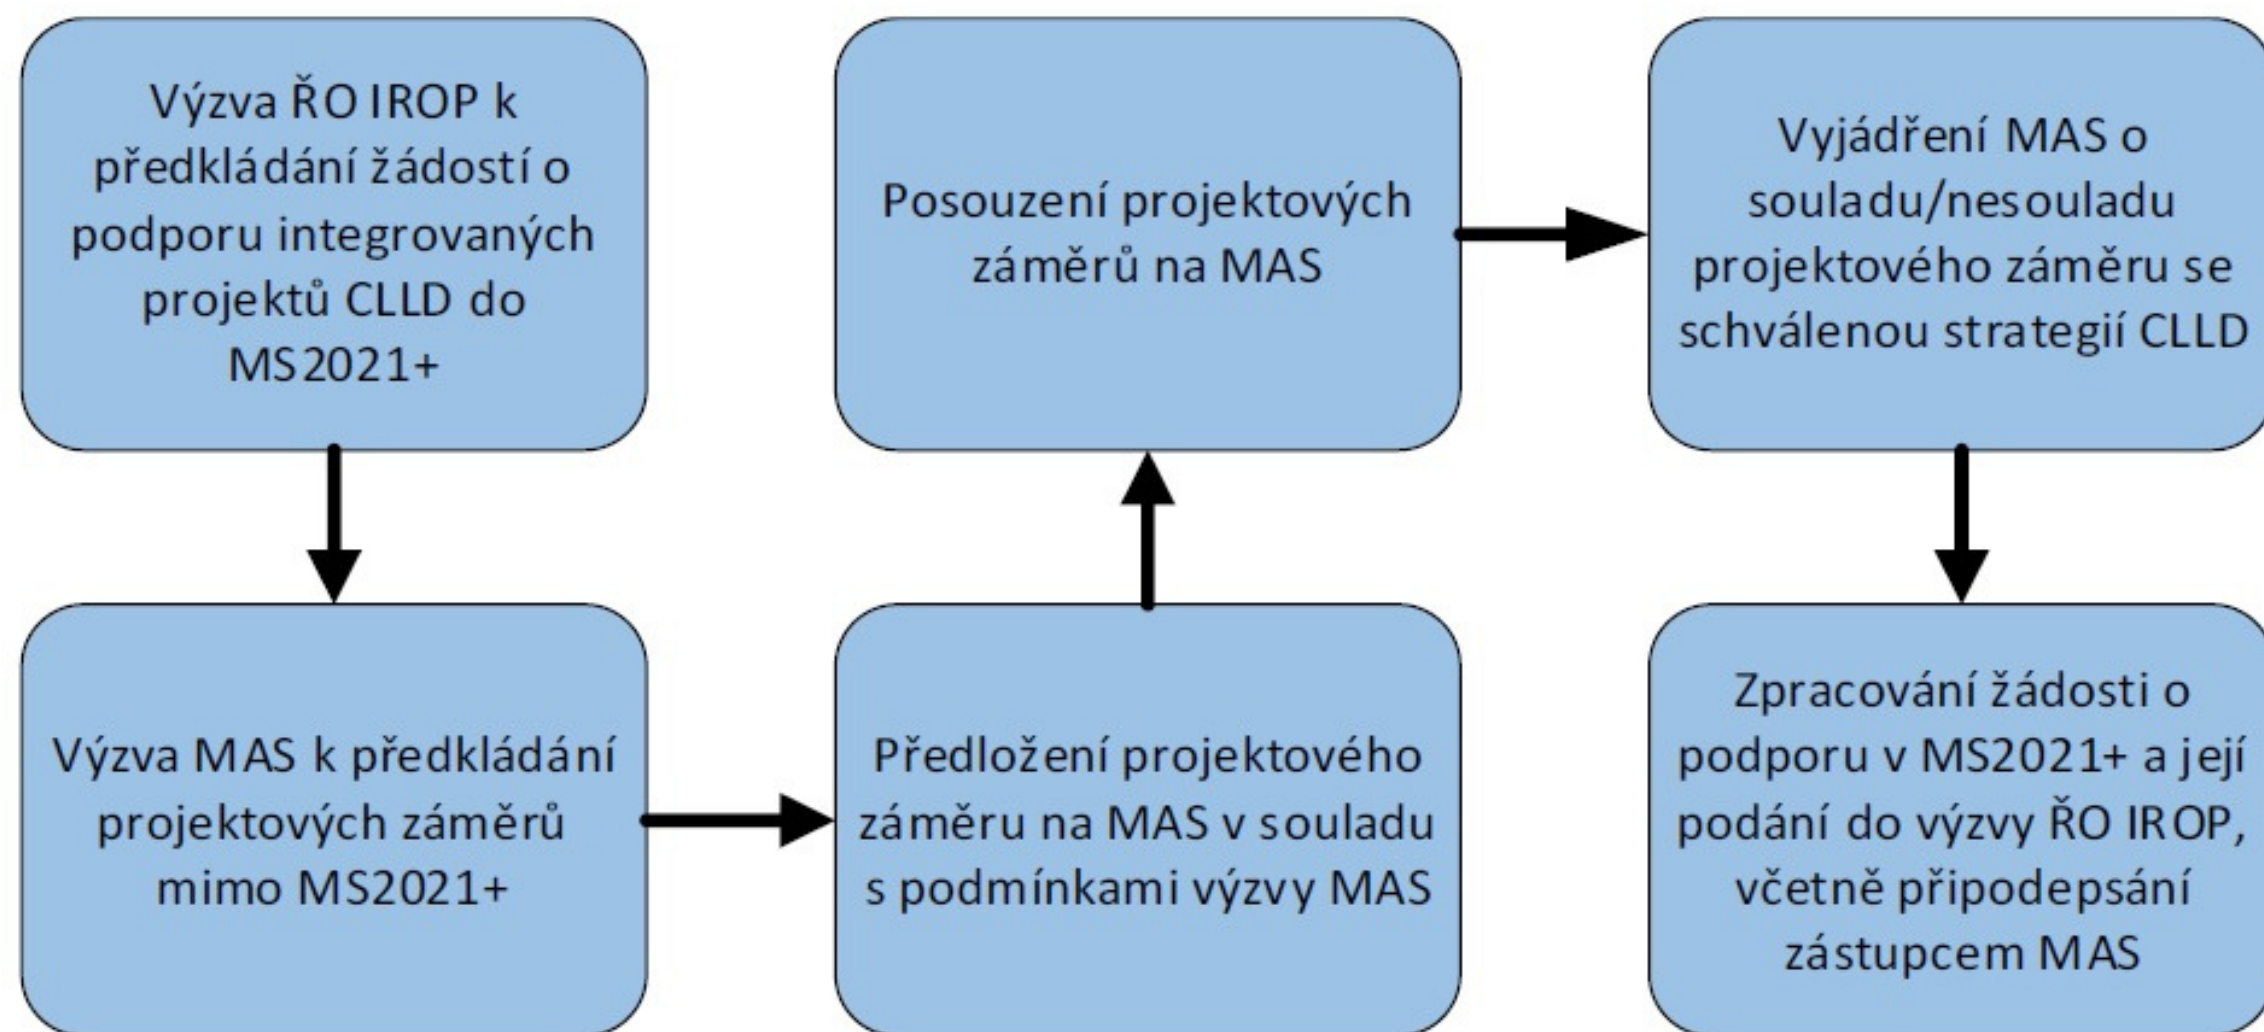 Výzva ŘO IROP k
předkládání žádostí o
podporu integrovaných
projektů CLLD do
MS2021+
Výzva MAS k předkládání
projektových záměrů
mimo MS2021+
Předložení projektového
záměru na MAS v souladu
s podmínkami výzvy MAS
Posouzení projektových
záměrů na MAS
Vyjádření MAS o
souladu/nesouladu
projektového záměru se
schválenou strategií CLLD
Zpracování žádosti o
podporu v MS2021+ a její
podání do výzvy ŘO IROP,
včetně připodepsání
zástupcem MAS